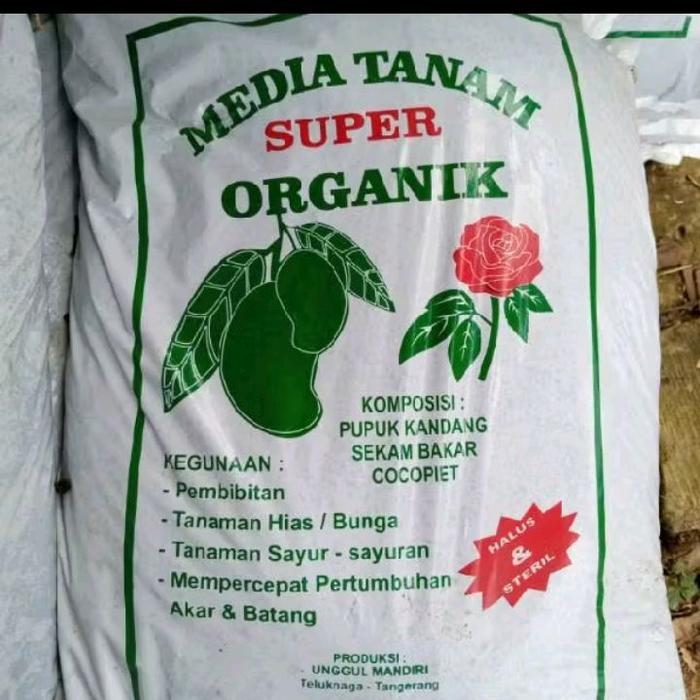 MEDIA TANAM
SUPER
ORGANIK
KOMPOSISI :
PUPUK KANDANG
SEKAM BAKAR
COCOPIET
KEGUNAAN :
- Pembibitan
- Tanaman Hias / Bunga
- Tanaman Sayur - sayuran
- Mempercepat Pertumbuhan
Akar & Batang
HALUS
&
STERIL
PRODUKSI :
UNGGUL MANDIRI
Teluknaga - Tangerang